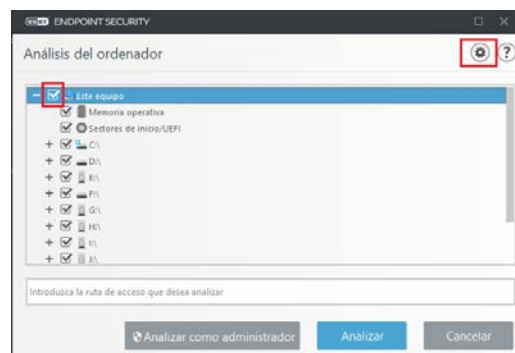 eset ENDPOINT SECURITY
Análisis del ordenador
?
Este equipo
Memoria operativa
Sectores de inicio/UEFI
C:\
D:\
E:\
F:\
G:\
H:\
I:\
J:\
Introduzca la ruta de acceso que desea analizar
Analizar como administrador Analizar Cancelar